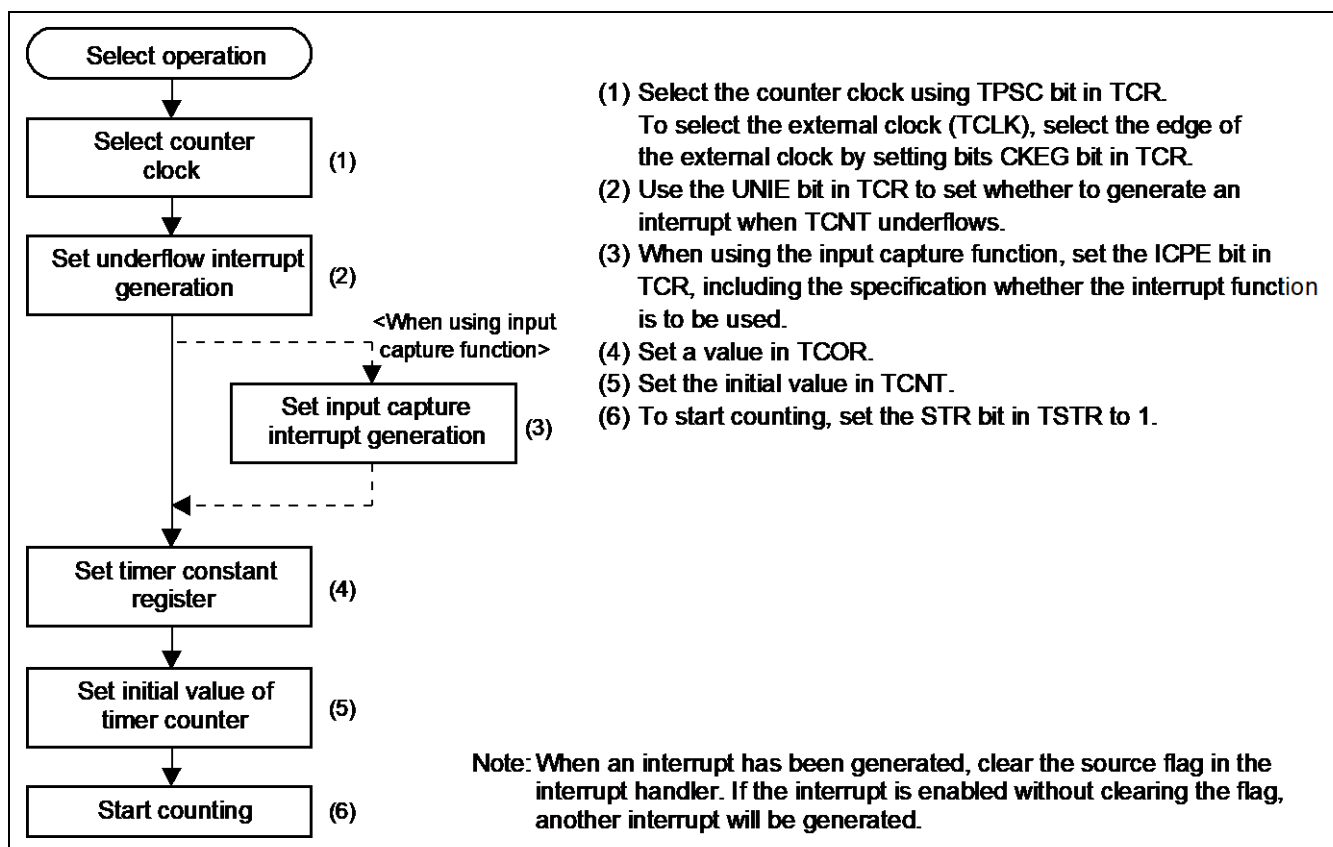 Select operation
Select counter
clock
(1)
Set underflow interrupt
generation
(2)
<When using input
capture function>
Set input capture
interrupt generation
(3)
Set timer constant
register
(4)
Set initial value of
timer counter
(5)
Start counting
(6)
(1) Select the counter clock using TPSC bit in TCR.
To select the external clock (TCLK), select the edge of
the external clock by setting bits CKEG bit in TCR.
(2) Use the UNIE bit in TCR to set whether to generate an
interrupt when TCNT underflows.
(3) When using the input capture function, set the ICPE bit in
TCR, including the specification whether the interrupt function
is to be used.
(4) Set a value in TCOR.
(5) Set the initial value in TCNT.
(6) To start counting, set the STR bit in TSTR to 1.
Note: When an interrupt has been generated, clear the source flag in the
interrupt handler. If the interrupt is enabled without clearing the flag,
another interrupt will be generated.